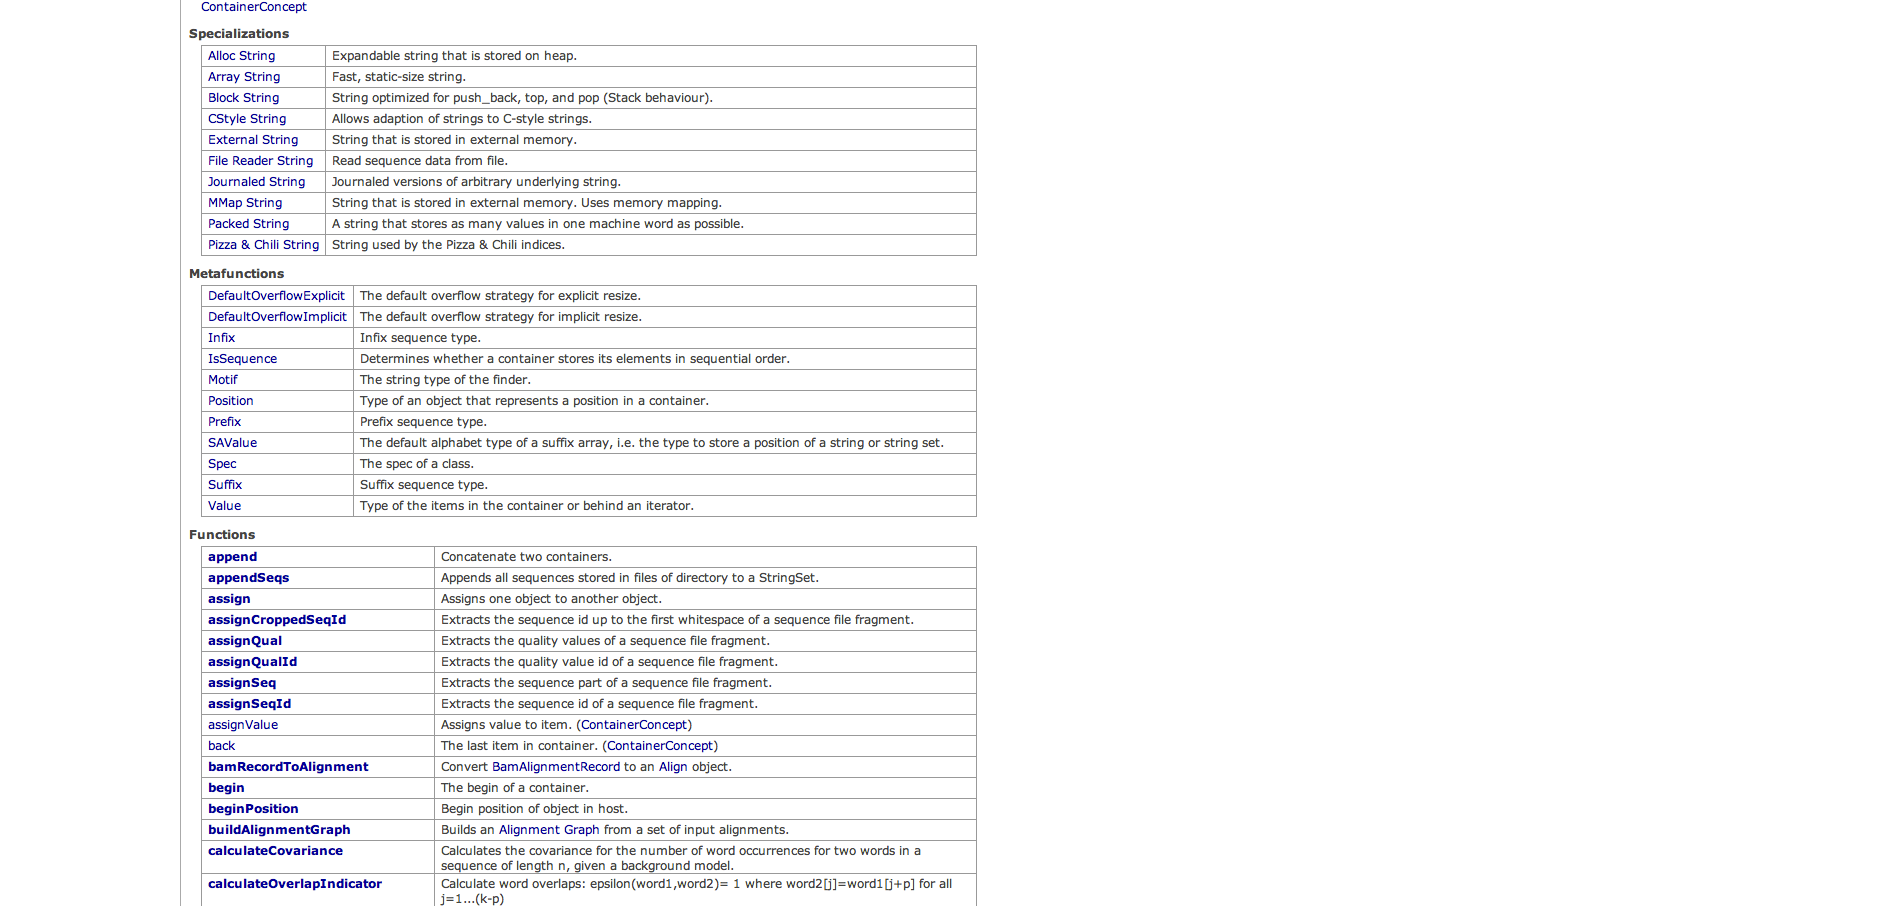 ContainerConcept
Specializations
Alloc String Expandable string that is stored on heap.
Array String Fast, static-size string.
Block String String optimized for push_back, top, and pop (Stack behaviour).
CStyle String Allows adaption of strings to C-style strings.
External String String that is stored in external memory.
File Reader String Read sequence data from file.
Journaled String Journaled versions of arbitrary underlying string.
MMap String String that is stored in external memory. Uses memory mapping.
Packed String A string that stores as many values in one machine word as possible.
Pizza & Chili String String used by the Pizza & Chili indices.
Metafunctions
DefaultOverflowExplicit The default overflow strategy for explicit resize.
DefaultOverflowImplicit The default overflow strategy for implicit resize.
Infix Infix sequence type.
IsSequence Determines whether a container stores its elements in sequential order.
Motif The string type of the finder.
Position Type of an object that represents a position in a container.
Prefix Prefix sequence type.
SAValue The default alphabet type of a suffix array, i.e. the type to store a position of a string or string set.
Spec The spec of a class.
Suffix Suffix sequence type.
Value Type of the items in the container or behind an iterator.
Functions
append Concatenate two containers.
appendSeqs Appends all sequences stored in files of directory to a StringSet.
assign Assigns one object to another object.
assignCroppedSeqId Extracts the sequence id up to the first whitespace of a sequence file fragment.
assignQual Extracts the quality values of a sequence file fragment.
assignQualId Extracts the quality value id of a sequence file fragment.
assignSeq Extracts the sequence part of a sequence file fragment.
assignSeqId Extracts the sequence id of a sequence file fragment.
assignValue Assigns value to item. (ContainerConcept)
back The last item in container. (ContainerConcept)
bamRecordToAlignment Convert BamAlignmentRecord to an Align object.
begin The begin of a container.
beginPosition Begin position of object in host.
buildAlignmentGraph Builds an Alignment Graph from a set of input alignments.
calculateCovariance Calculates the covariance for the number of word occurrences for two words in a
sequence of length n, given a background model.
calculateOverlapIndicator Calculate word overlaps: epsilon(word1,word2)= 1 where word2[j]=word1[j+p] for all
j=1...(k-p)